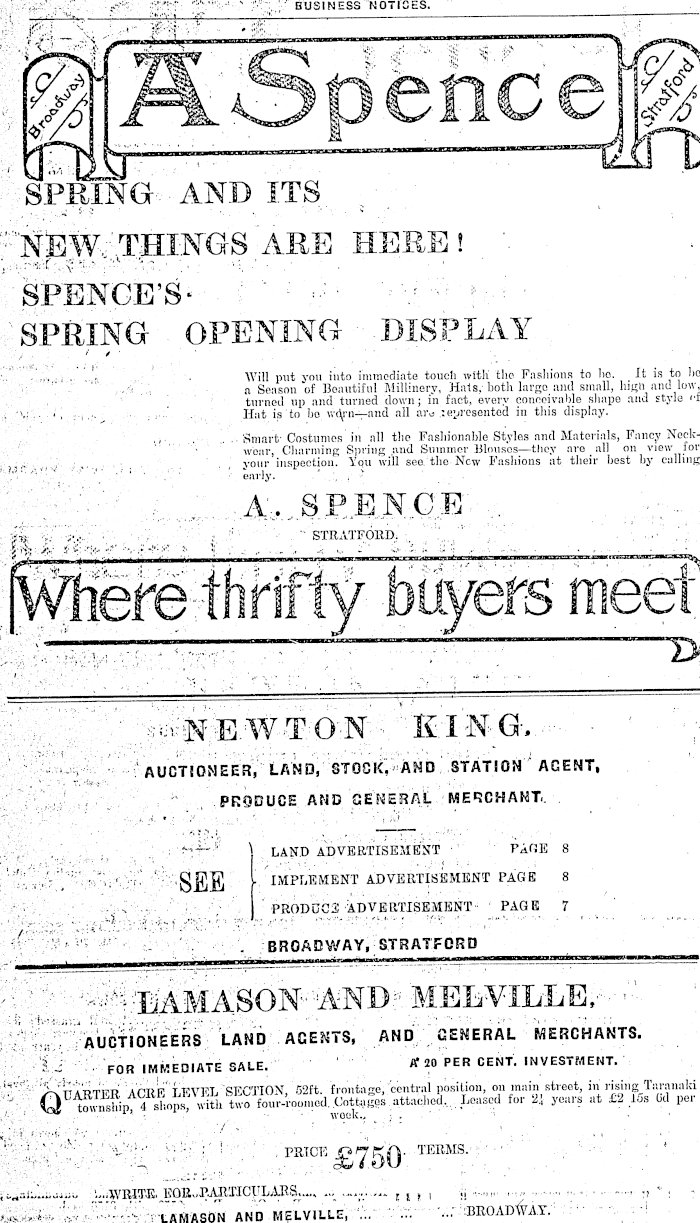 BUSINESS NOTICES.
Broadway
A Spence
Stratford
SPRING AND ITS
NEW THINGS ARE HERE!
SPENCE'S
SPRING OPENING DISPLAY
Will put you into immediate touch with the Fashions to be. It is to be
a Season of Beautiful Millinery, Hats, both large and small, high and low,
turned up and turned down; in fact, every conceivable shape and style of
Hat is to be worn—and all are represented in this display.
Smart Costumes in all the Fashionable Styles and Materials, Fancy Neck-
wear, Charming Spring and Summer Blouses—they are all on view for
your inspection. You will see the New Fashions at their best by calling
early.
A. SPENCE
STRATFORD.
Where thrifty buyers meet
NEWTON KING.
AUCTIONEER, LAND, STOCK, AND STATION AGENT,
PRODUCE AND GENERAL MERCHANT.
SEE
LAND ADVERTISEMENT PAGE 8
IMPLEMENT ADVERTISEMENT PAGE 8
PRODUCE ADVERTISEMENT PAGE 7
BROADWAY, STRATFORD
LAMASON AND MELVILLE,
AUCTIONEERS LAND AGENTS, AND GENERAL MERCHANTS.
FOR IMMEDIATE SALE. A 20 PER CENT. INVESTMENT.
QUARTER ACRE LEVEL SECTION, 52ft. frontage, central position, on main street, in rising Taranaki
township, 4 shops, with two four-roomed Cottages attached. Leased for 2¼ years at £2 15s 6d per
week.
PRICE £750 TERMS.
WRITE FOR PARTICULARS
LAMASON AND MELVILLE, ... ... ... BROADWAY.